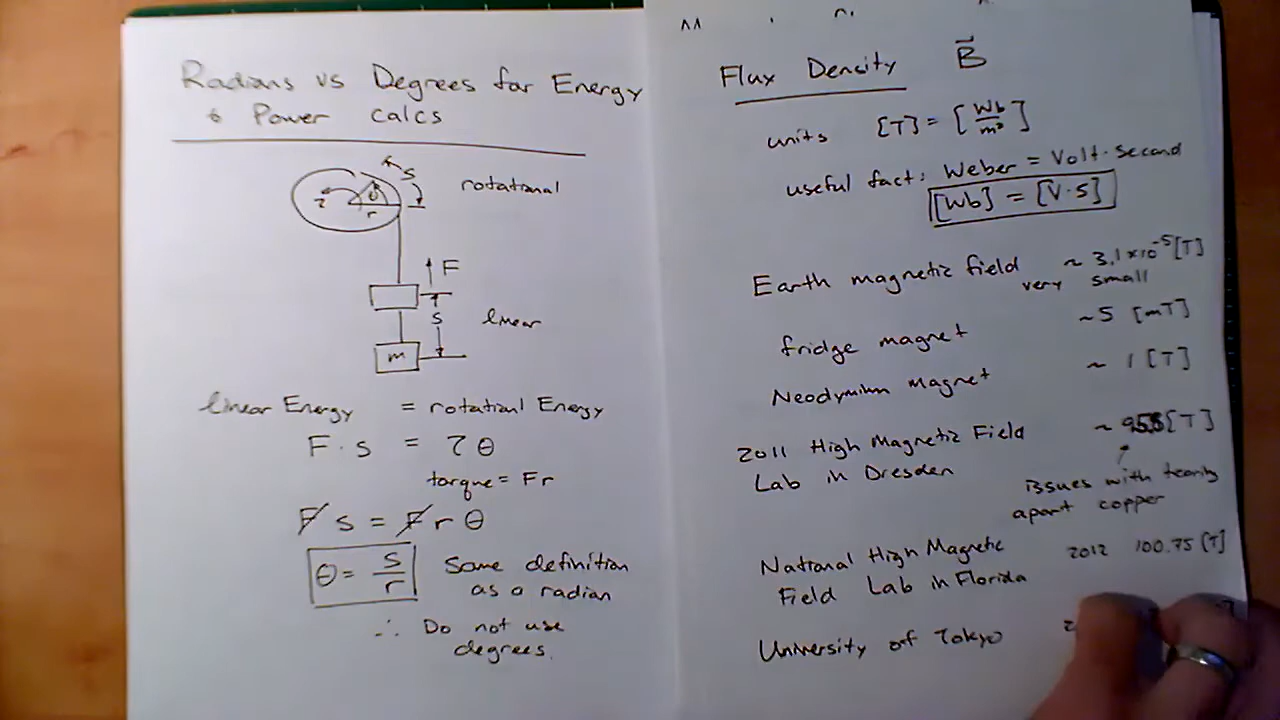 Radians vs Degrees for Energy
& Power calcs
s
rotational
τ θ
r
F
s
linear
m
linear Energy = rotational Energy
F · s = τ θ
torque = Fr
F s = F r θ
θ = s/r
Same definition
as a radian
∴ Do not use
degrees.
Flux Density B⃗
units [T] = [Wb/m²]
useful fact: Weber = Volt·second
[Wb] = [V·s]
Earth magnetic field ~ 3.1×10⁻⁵ [T]
very small
fridge magnet ~5 [mT]
Neodymium magnet ~ 1 [T]
2011 High Magnetic Field ~ [T]
Lab in Dresden
issues with tearing
apart copper
National High Magnetic 2012 100.75 [T]
Field Lab in Florida
University of Tokyo